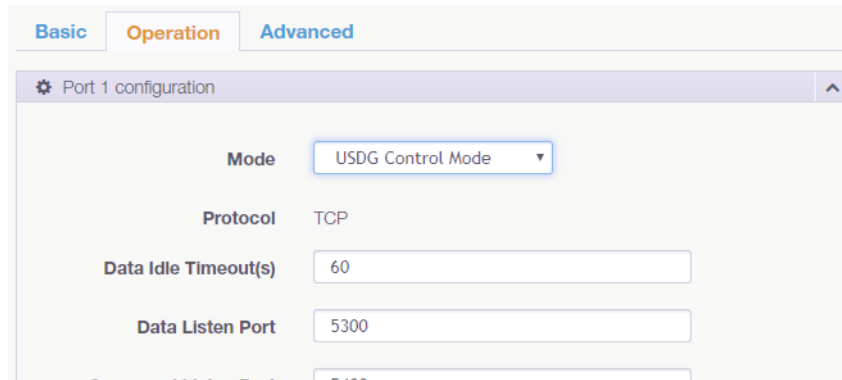 Basic Operation Advanced
Port 1 configuration
Mode USDG Control Mode
Protocol TCP
Data Idle Timeout(s) 60
Data Listen Port 5300